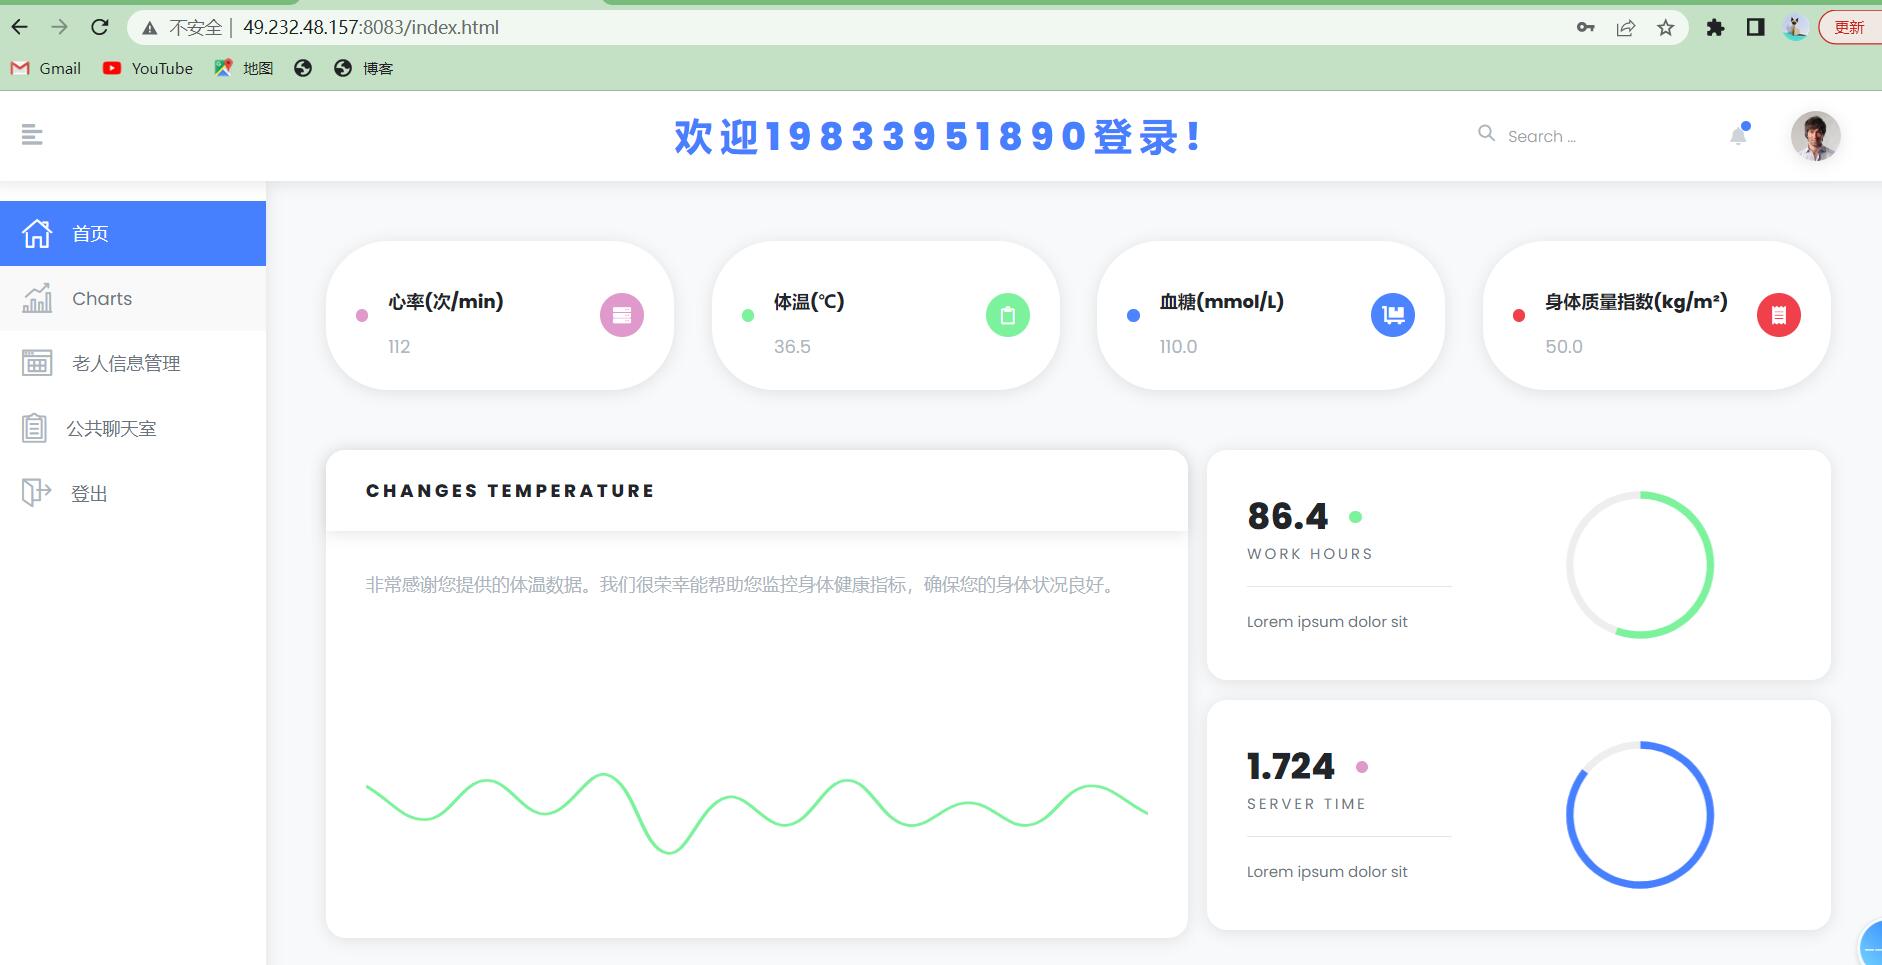 不安全 | 49.232.48.157:8083/index.html
更新
Gmail YouTube 地图 博客
欢迎19833951890登录!
Search ...
首页
Charts
老人信息管理
公共聊天室
登出
心率(次/min)
112
体温(℃)
36.5
血糖(mmol/L)
110.0
身体质量指数(kg/m²)
50.0
CHANGES TEMPERATURE
非常感谢您提供的体温数据。我们很荣幸能帮助您监控身体健康指标，确保您的身体状况良好。
86.4
WORK HOURS
Lorem ipsum dolor sit
1.724
SERVER TIME
Lorem ipsum dolor sit